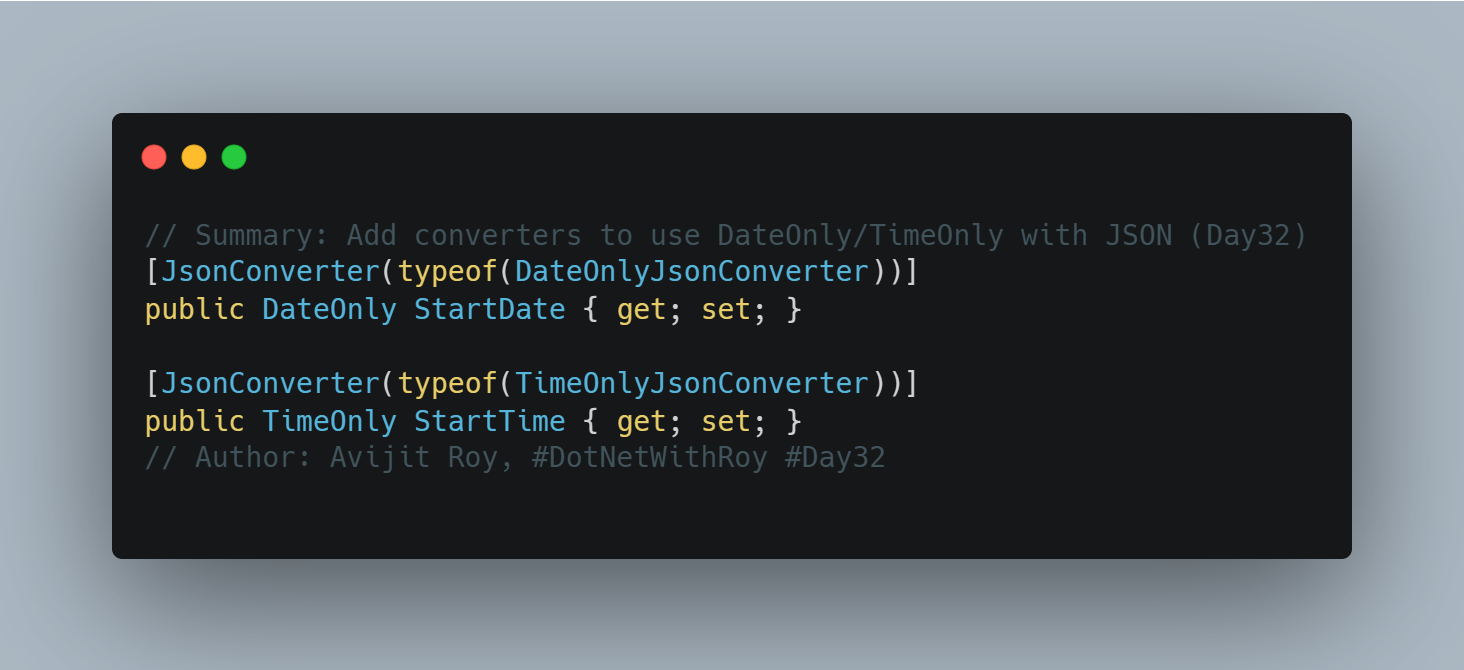 // Summary: Add converters to use DateOnly/TimeOnly with JSON (Day32)
[JsonConverter(typeof(DateOnlyJsonConverter))]
public DateOnly StartDate { get; set; }

[JsonConverter(typeof(TimeOnlyJsonConverter))]
public TimeOnly StartTime { get; set; }
// Author: Avijit Roy, #DotNetWithRoy #Day32